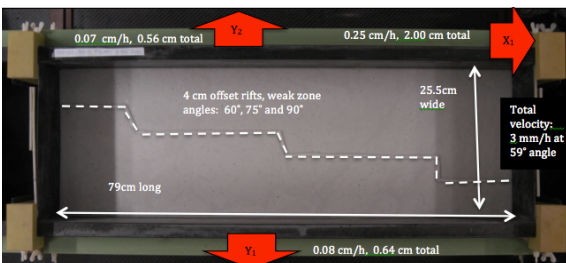 0.07 cm/h, 0.56 cm total
Y₂
0.25 cm/h, 2.00 cm total
X₁
4 cm offset rifts, weak zone
angles: 60°, 75° and 90°
25.5cm
wide
Total
velocity:
3 mm/h at
59° angle
79cm long
Y₁
0.08 cm/h, 0.64 cm total